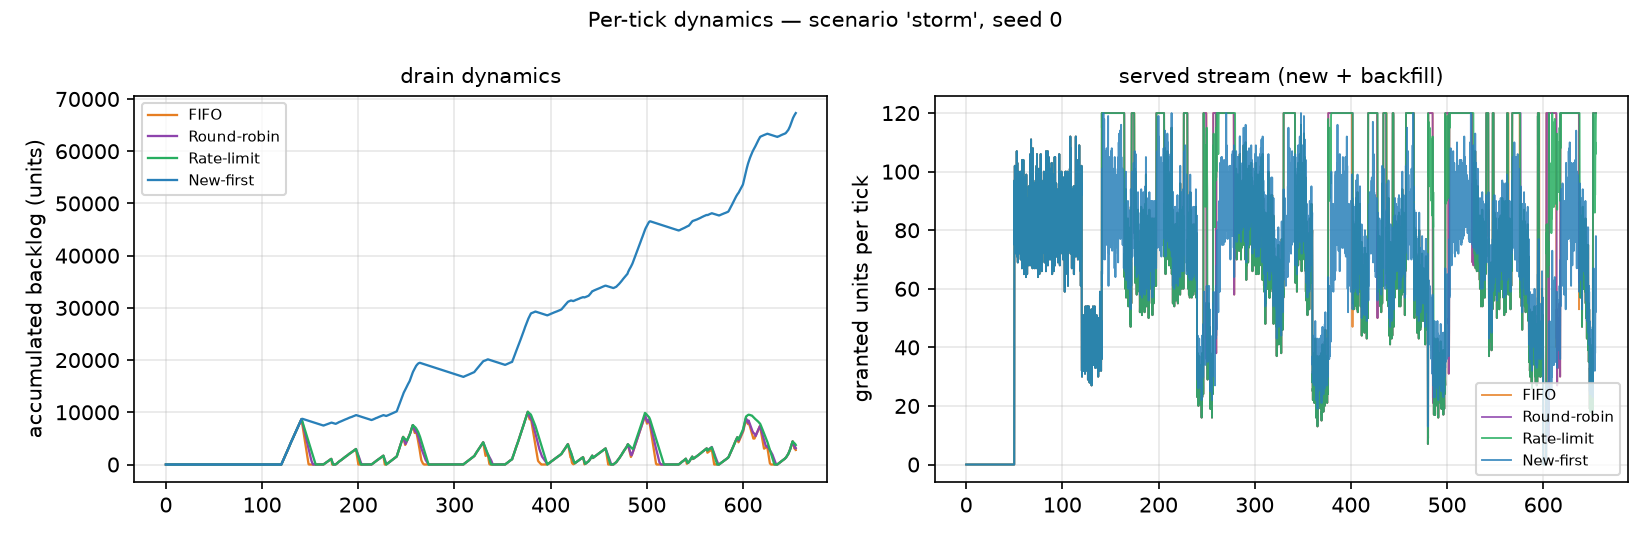 Per-tick dynamics — scenario 'storm', seed 0
drain dynamics
accumulated backlog (units)
70000
60000
50000
40000
30000
20000
10000
0
FIFO
Round-robin
Rate-limit
New-first
0 100 200 300 400 500 600
served stream (new + backfill)
granted units per tick
120
100
80
60
40
20
0
FIFO
Round-robin
Rate-limit
New-first
0 100 200 300 400 500 600